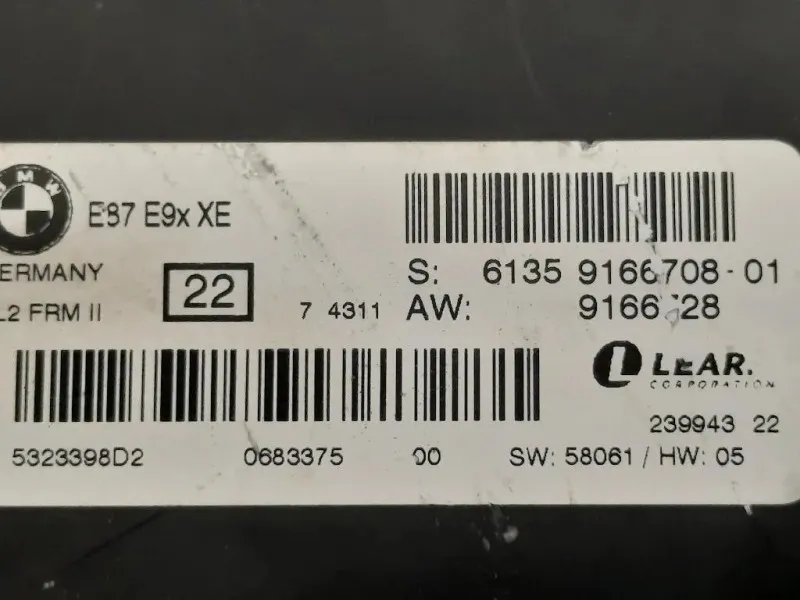 BMW
E87 E9x XE
ERMANY
L2 FRM II
22
7 4311
S: 6135 9166708-01
AW:
LEAR.
CORPORATION
239943 22
5323398D2 0683375 00 SW: 58061 / HW: 05